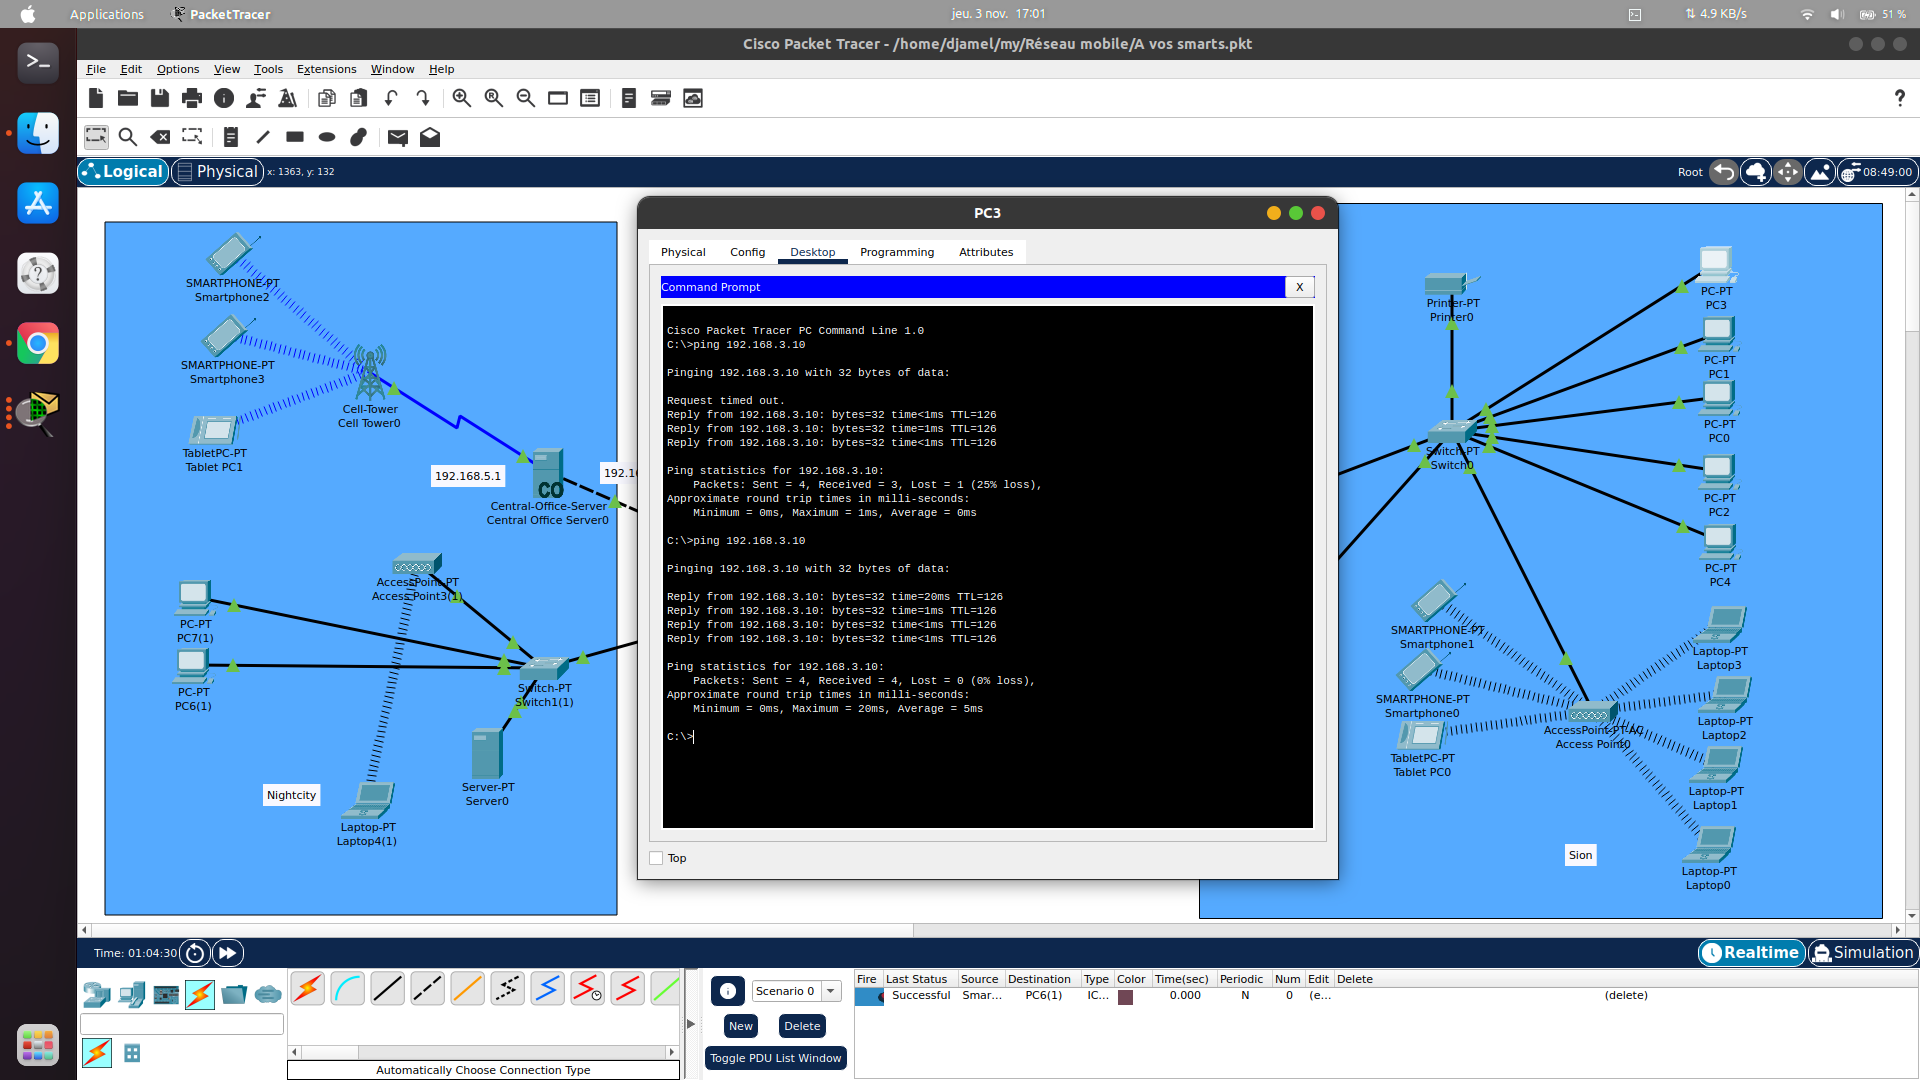 Applications
PacketTracer
jeu. 3 nov. 17:01
4.9 KB/s
51 %
Cisco Packet Tracer - /home/djamel/my/Réseau mobile/A vos smarts.pkt
File Edit Options View Tools Extensions Window Help
?
Logical
Physical
x: 1363, y: 132
Root
08:49:00
SMARTPHONE-PT
Smartphone2
SMARTPHONE-PT
Smartphone3
TabletPC-PT
Tablet PC1
Cell-Tower
Cell Tower0
192.168.5.1
CO
Central-Office-Server
Central Office Server0
192.16
AccessPoint-PT
Access Point3(1)
PC-PT
PC7(1)
PC-PT
PC6(1)
Switch-PT
Switch1(1)
Server-PT
Server0
Nightcity
Laptop-PT
Laptop4(1)
PC3
Physical Config Desktop Programming Attributes
Command Prompt
X
Cisco Packet Tracer PC Command Line 1.0
C:\>ping 192.168.3.10
Pinging 192.168.3.10 with 32 bytes of data:
Request timed out.
Reply from 192.168.3.10: bytes=32 time<1ms TTL=126
Reply from 192.168.3.10: bytes=32 time=1ms TTL=126
Reply from 192.168.3.10: bytes=32 time<1ms TTL=126
Ping statistics for 192.168.3.10:
Packets: Sent = 4, Received = 3, Lost = 1 (25% loss),
Approximate round trip times in milli-seconds:
Minimum = 0ms, Maximum = 1ms, Average = 0ms
C:\>ping 192.168.3.10
Pinging 192.168.3.10 with 32 bytes of data:
Reply from 192.168.3.10: bytes=32 time=20ms TTL=126
Reply from 192.168.3.10: bytes=32 time=1ms TTL=126
Reply from 192.168.3.10: bytes=32 time<1ms TTL=126
Reply from 192.168.3.10: bytes=32 time<1ms TTL=126
Ping statistics for 192.168.3.10:
Packets: Sent = 4, Received = 4, Lost = 0 (0% loss),
Approximate round trip times in milli-seconds:
Minimum = 0ms, Maximum = 20ms, Average = 5ms
C:\>
Top
Printer-PT
Printer0
Switch-PT
Switch0
PC-PT
PC3
PC-PT
PC1
PC-PT
PC0
PC-PT
PC2
PC-PT
PC4
SMARTPHONE-PT
Smartphone1
SMARTPHONE-PT
Smartphone0
TabletPC-PT
Tablet PC0
AccessPoint-PT-AC
Access Point0
Laptop-PT
Laptop3
Laptop-PT
Laptop2
Laptop-PT
Laptop1
Laptop-PT
Laptop0
Sion
Time: 01:04:30
Realtime
Simulation
Automatically Choose Connection Type
Scenario 0
New
Delete
Toggle PDU List Window
Fire Last Status Source Destination Type Color Time(sec) Periodic Num Edit Delete
Successful Smar... PC6(1) IC... 0.000 N 0 (e... (delete)